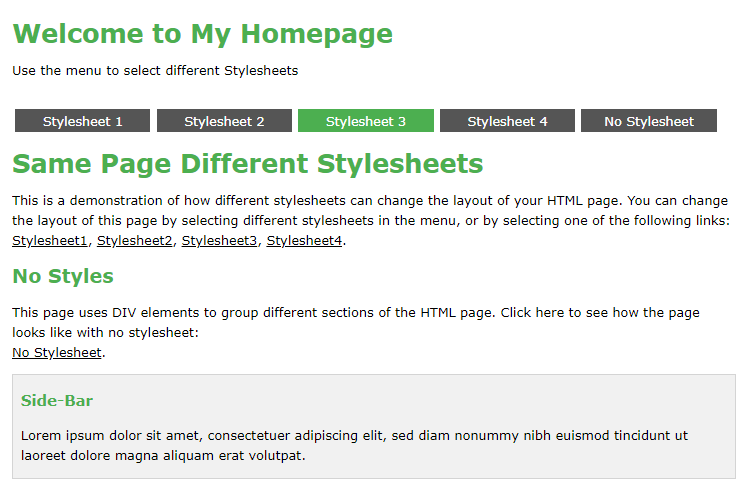 Welcome to My Homepage
Use the menu to select different Stylesheets
Stylesheet 1 Stylesheet 2 Stylesheet 3 Stylesheet 4 No Stylesheet
Same Page Different Stylesheets
This is a demonstration of how different stylesheets can change the layout of your HTML page. You can change
the layout of this page by selecting different stylesheets in the menu, or by selecting one of the following links:
Stylesheet1, Stylesheet2, Stylesheet3, Stylesheet4.
No Styles
This page uses DIV elements to group different sections of the HTML page. Click here to see how the page
looks like with no stylesheet:
No Stylesheet.
Side-Bar
Lorem ipsum dolor sit amet, consectetuer adipiscing elit, sed diam nonummy nibh euismod tincidunt ut
laoreet dolore magna aliquam erat volutpat.